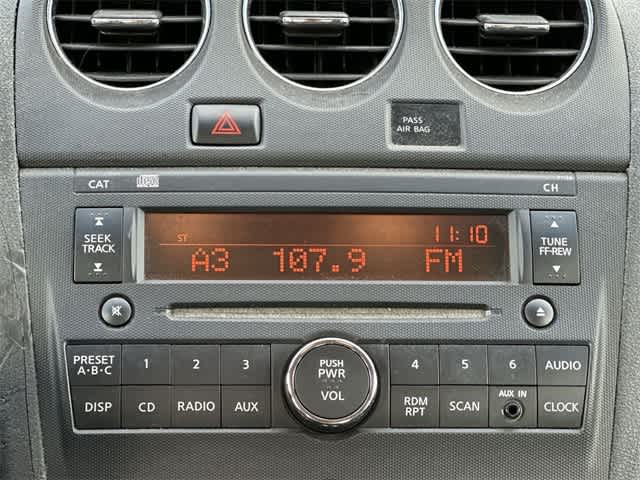 PASS
AIR BAG
CAT
CH
SEEK
TRACK
ST
11:10
A3 107.9 FM
TUNE
FF·REW
PRESET
A·B·C
1 2 3
PUSH
PWR
VOL
4 5 6 AUDIO
DISP CD RADIO AUX
RDM
RPT
SCAN
AUX IN
CLOCK